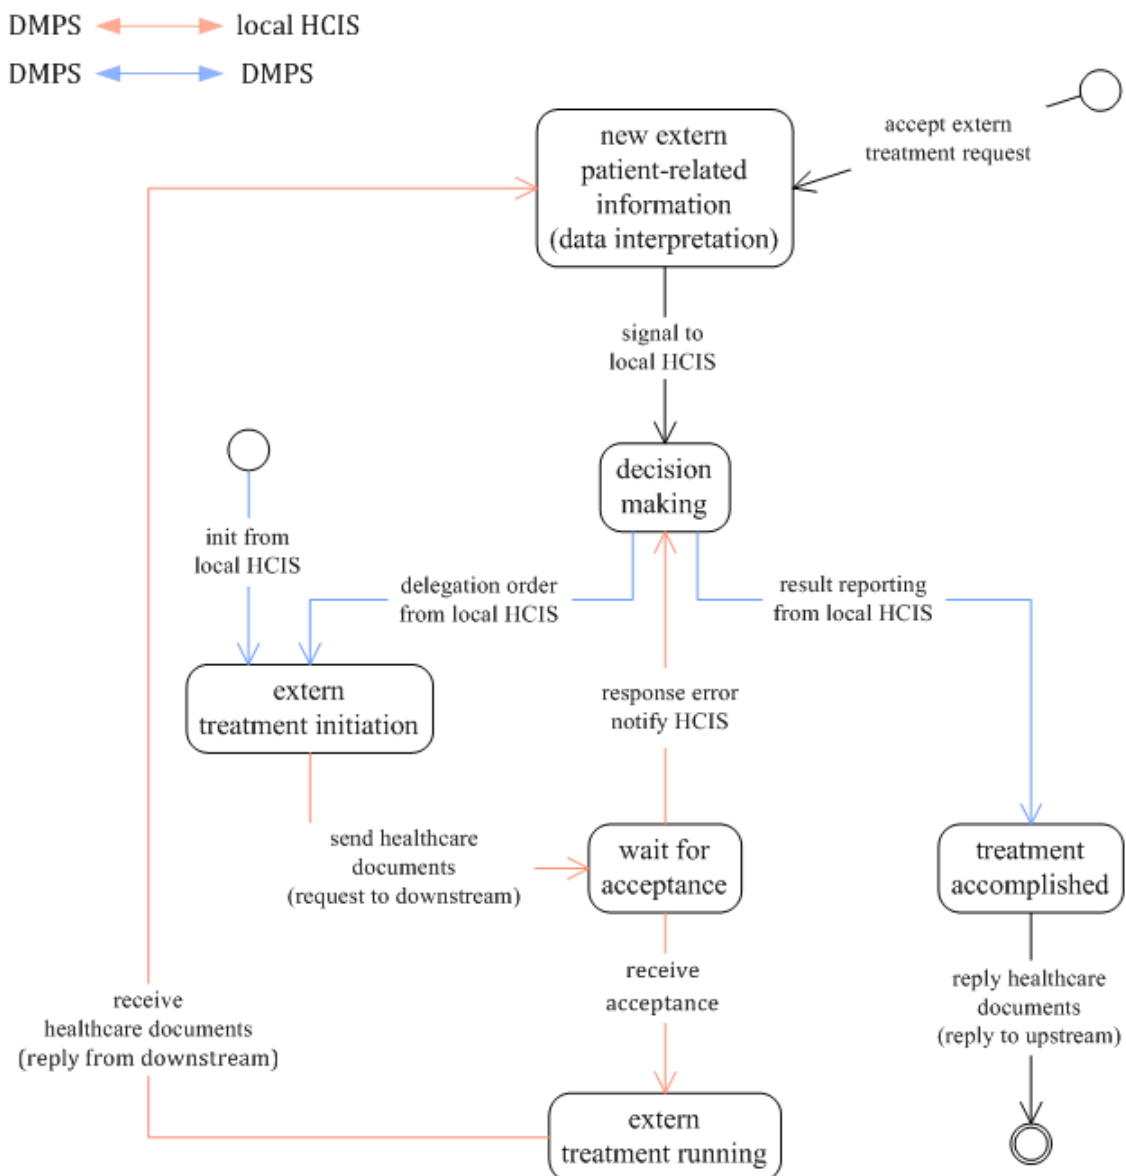 DMPS local HCIS
DMPS DMPS
accept extern
treatment request
new extern
patient-related
information
(data interpretation)
signal to
local HCIS
decision
making
init from
local HCIS
delegation order
from local HCIS
result reporting
from local HCIS
extern
treatment initiation
response error
notify HCIS
send healthcare
documents
(request to downstream)
wait for
acceptance
treatment
accomplished
receive
acceptance
reply healthcare
documents
(reply to upstream)
receive
healthcare documents
(reply from downstream)
extern
treatment running